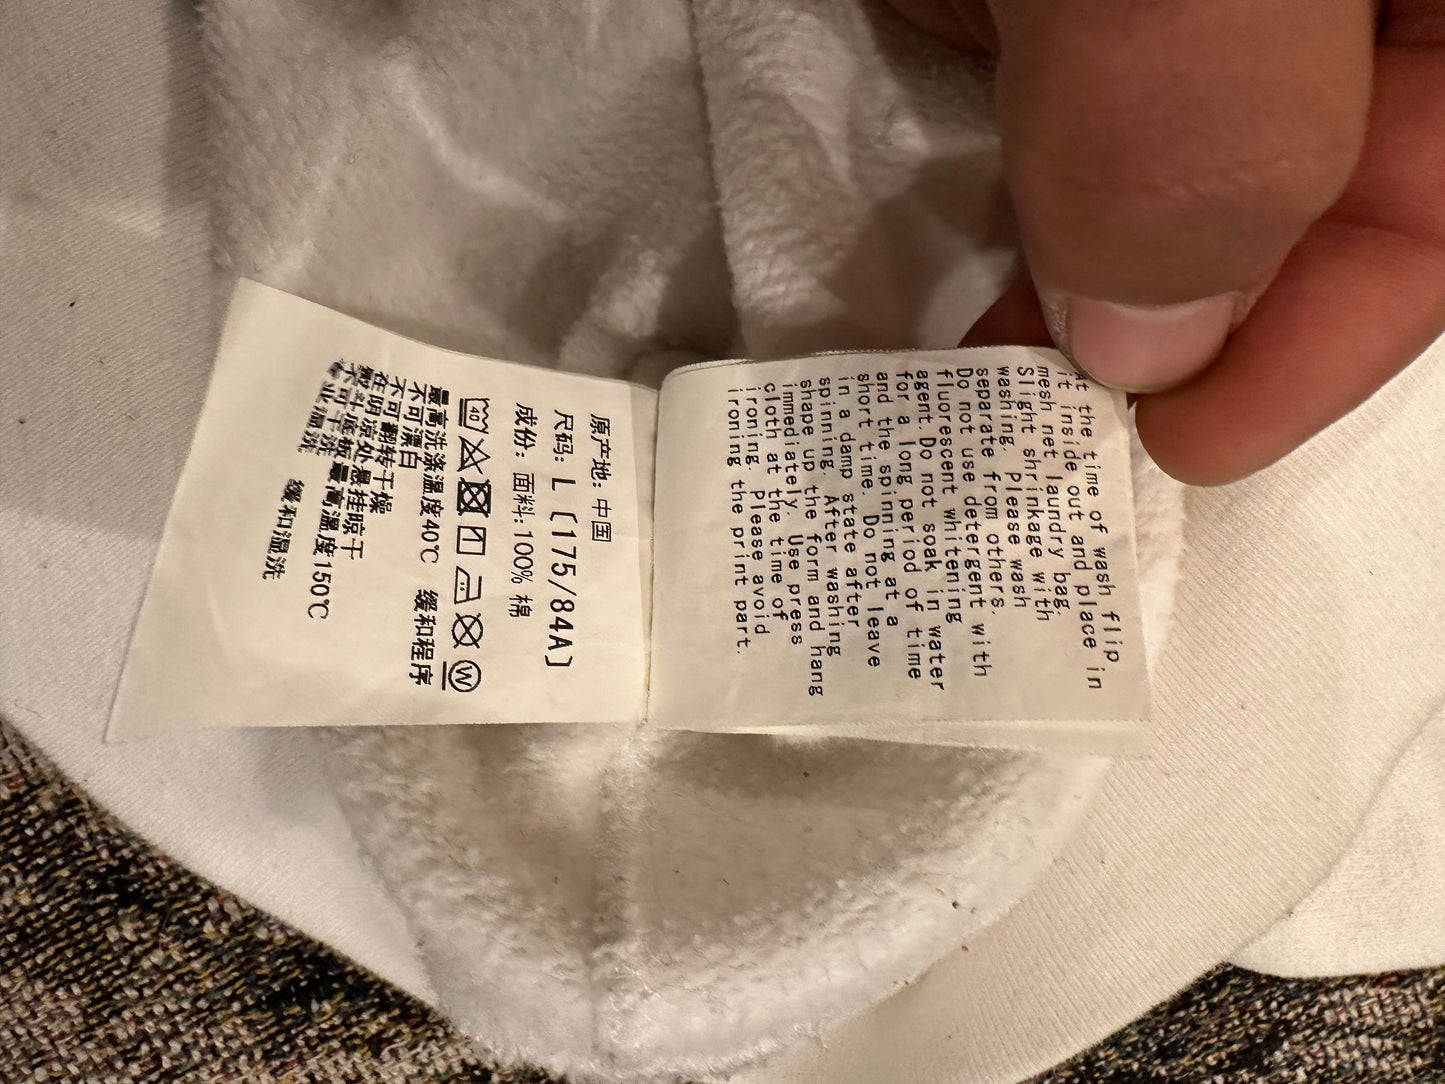 At the time of wash flip,
it inside out and place in
mesh net laundry bag.
Slight shrinkage with
washing. Please wash
separate from others.
Do not use detergent with
fluorescent whitening
agent. Do not soak in water
for a long period of time
and the spinning at a
short time. Do not leave
in a damp state after
spinning. After washing
shape up the form and hang
immediately. Use press
cloth at the time of
ironing. please avoid
ironing the print part.
原产地: 中国
尺码: L (175/84A)
成份: 面料: 100% 棉
40 W
最高洗涤温度40℃ 缓和程序
不可漂白
不可翻转干燥
在阴凉处悬挂晾干
熨斗底板最高温度150℃
不可干洗
专业湿洗 缓和湿洗